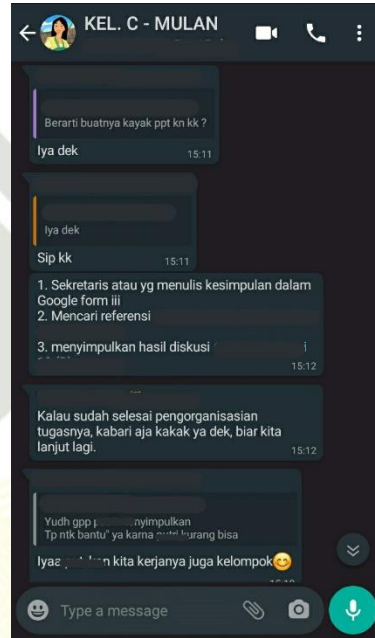 KEL. C - MULAN
Berarti buatnya kayak ppt kn kk ?
Iya dek
15:11
Iya dek
Sip kk
15:11
1. Sekretaris atau yg menulis kesimpulan dalam
Google form iii
2. Mencari referensi
3. menyimpulkan hasil diskusi
15:12
Kalau sudah selesai pengorganisasian
tugasnya, kabari aja kakak ya dek, biar kita
lanjut lagi.
15:12
Yudh gpp
Tp ntk bantu" ya karna kurang bisa
Iyaa kita kerjanya juga kelompok😊
Type a message